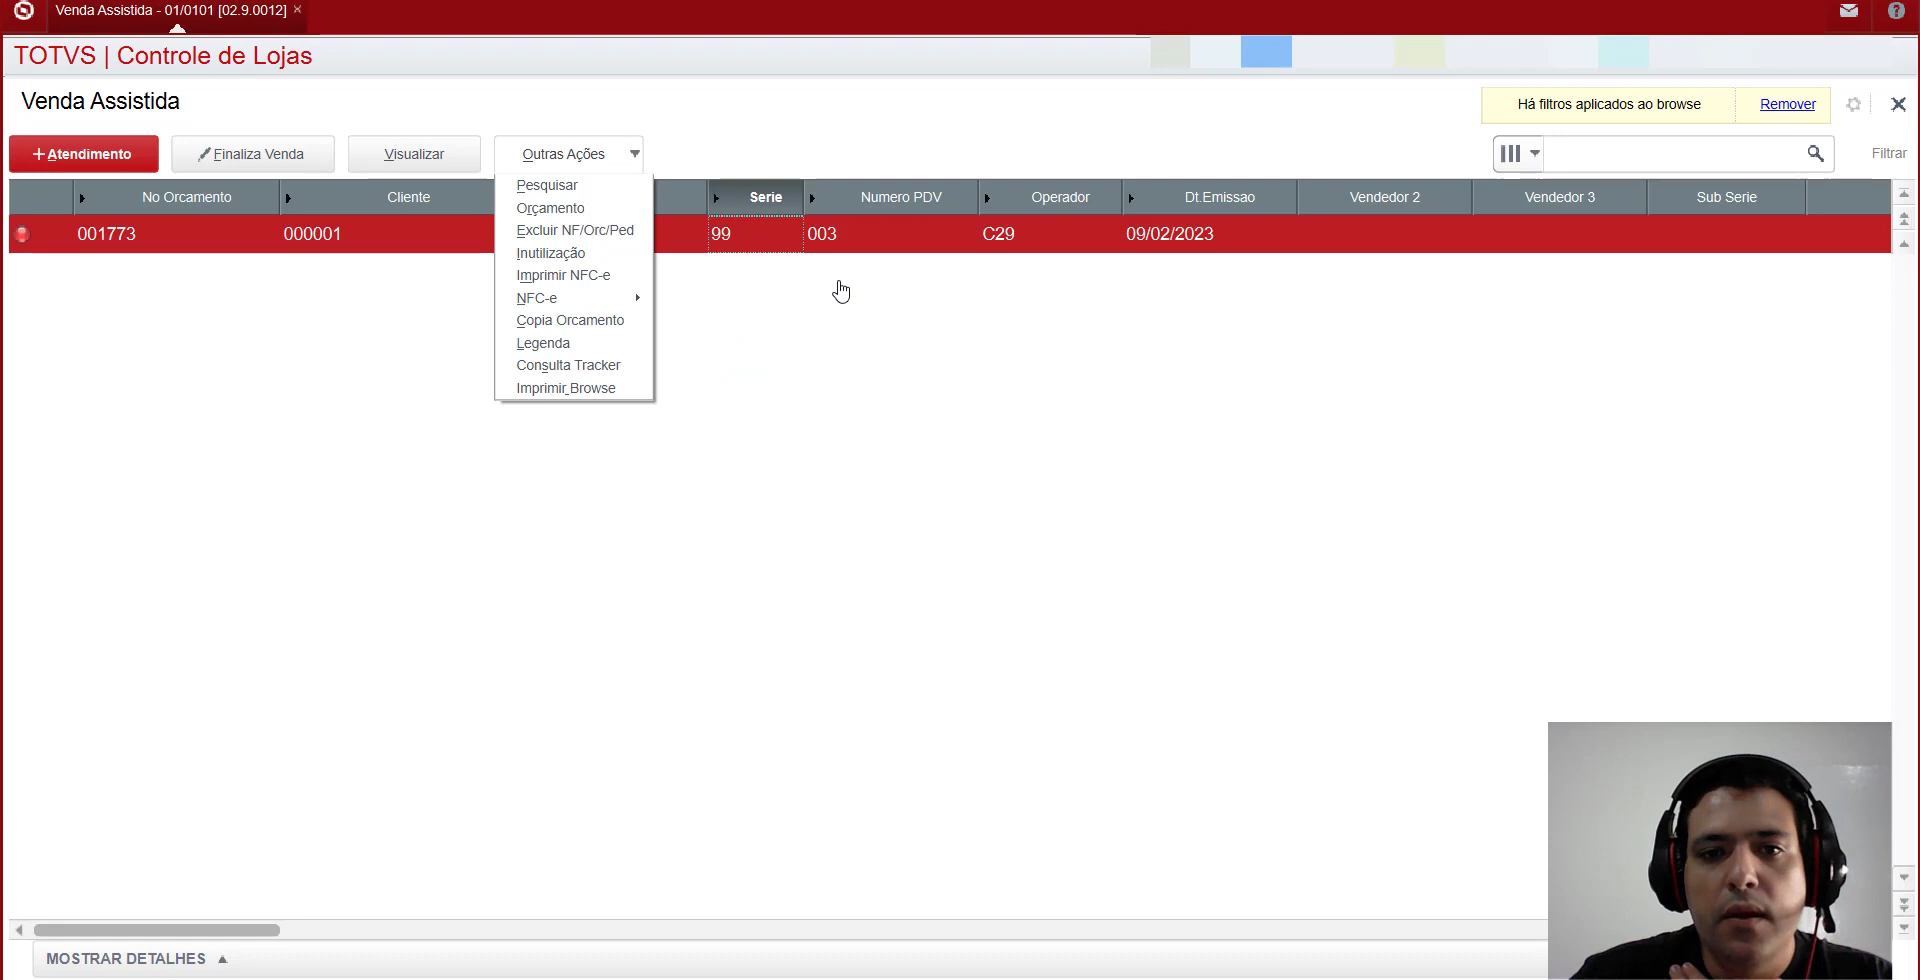 Venda Assistida - 01/0101 [02.9.0012] ×
TOTVS | Controle de Lojas
Venda Assistida
Há filtros aplicados ao browse Remover
+Atendimento Finaliza Venda Visualizar Outras Ações
Filtrar
No Orcamento Cliente Serie Numero PDV Operador Dt.Emissao Vendedor 2 Vendedor 3 Sub Serie
001773 000001 99 003 C29 09/02/2023
Pesquisar
Orçamento
Excluir NF/Orc/Ped
Inutilização
Imprimir NFC-e
NFC-e
Copia Orcamento
Legenda
Consulta Tracker
Imprimir Browse
MOSTRAR DETALHES